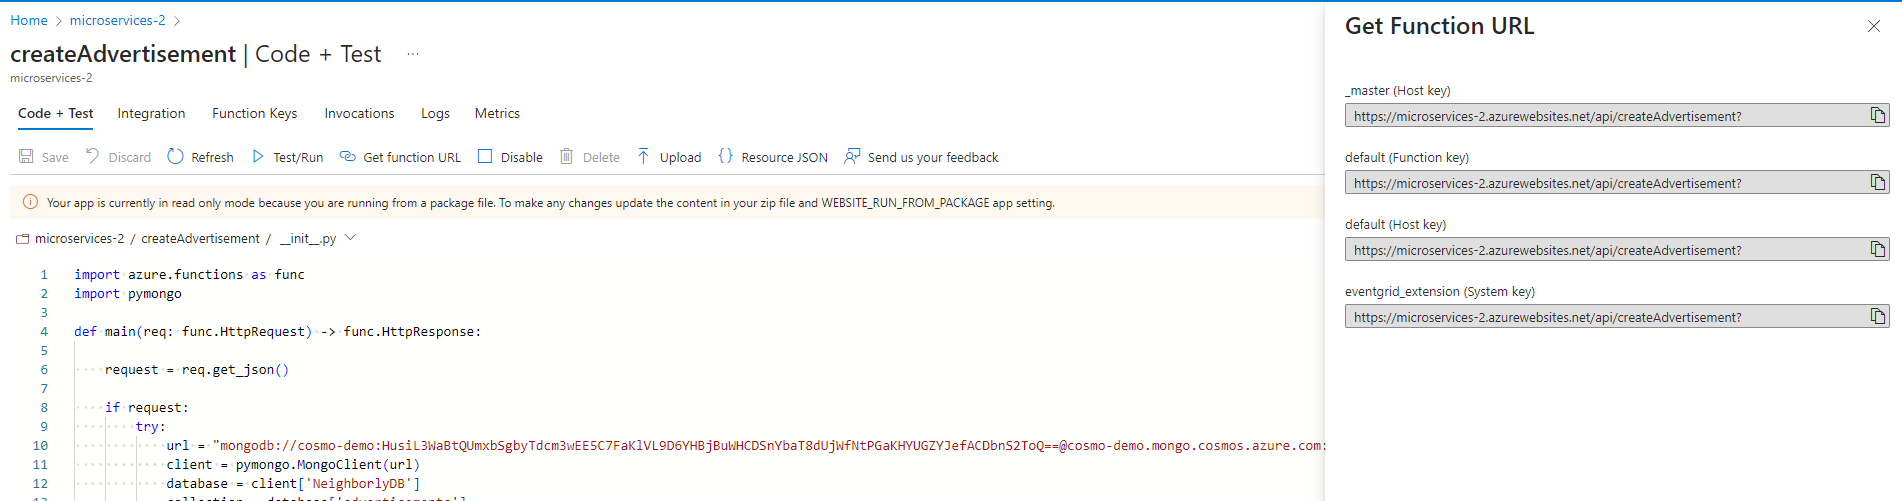 Home > microservices-2 >
createAdvertisement | Code + Test ...
microservices-2
Code + Test Integration Function Keys Invocations Logs Metrics
Save Discard Refresh Test/Run Get function URL Disable Delete Upload Resource JSON Send us your feedback
Your app is currently in read only mode because you are running from a package file. To make any changes update the content in your zip file and WEBSITE_RUN_FROM_PACKAGE app setting.
microservices-2 / createAdvertisement / __init__.py
1 import azure.functions as func
2 import pymongo
3
4 def main(req: func.HttpRequest) -> func.HttpResponse:
5
6 request = req.get_json()
7
8 if request:
9 try:
10 url = "mongodb://cosmo-demo:HusiL3WaBtQUmxbSgbyTdcm3wEE5C7FaKlVL9D6YHBjBuWHCDSnYbaT8dUjWfNtPGaKHYUGZYJefACDbnS2ToQ==@cosmo-demo.mongo.cosmos.azure.com:
11 client = pymongo.MongoClient(url)
12 database = client['NeighborlyDB']
Get Function URL
_master (Host key)
https://microservices-2.azurewebsites.net/api/createAdvertisement?
default (Function key)
https://microservices-2.azurewebsites.net/api/createAdvertisement?
default (Host key)
https://microservices-2.azurewebsites.net/api/createAdvertisement?
eventgrid_extension (System key)
https://microservices-2.azurewebsites.net/api/createAdvertisement?